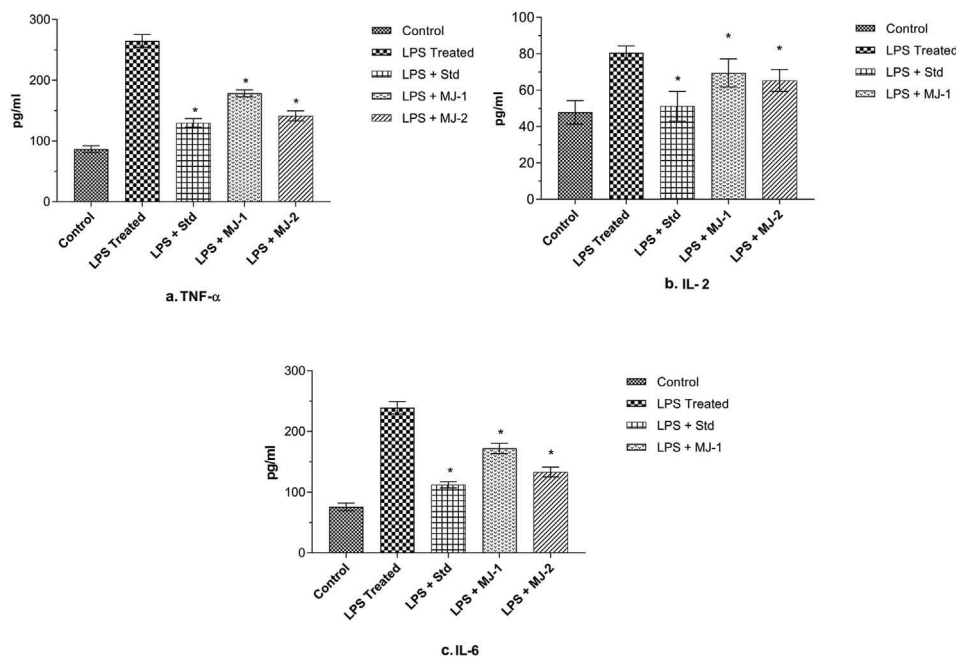 300
200
100
0
pg/ml
*
*
*
Control
LPS Treated
LPS + Std
LPS + MJ-1
LPS + MJ-2
Control
LPS Treated
LPS + Std
LPS + MJ-1
LPS + MJ-2
a. TNF-α
100
80
60
40
20
0
pg/ml
*
*
*
Control
LPS Treated
LPS + Std
LPS + MJ-1
Control
LPS Treated
LPS + Std
LPS + MJ-1
LPS + MJ-2
b. IL- 2
300
200
100
0
pg/ml
*
*
*
Control
LPS Treated
LPS + Std
LPS + MJ-1
Control
LPS Treated
LPS + Std
LPS + MJ-1
LPS + MJ-2
c. IL-6